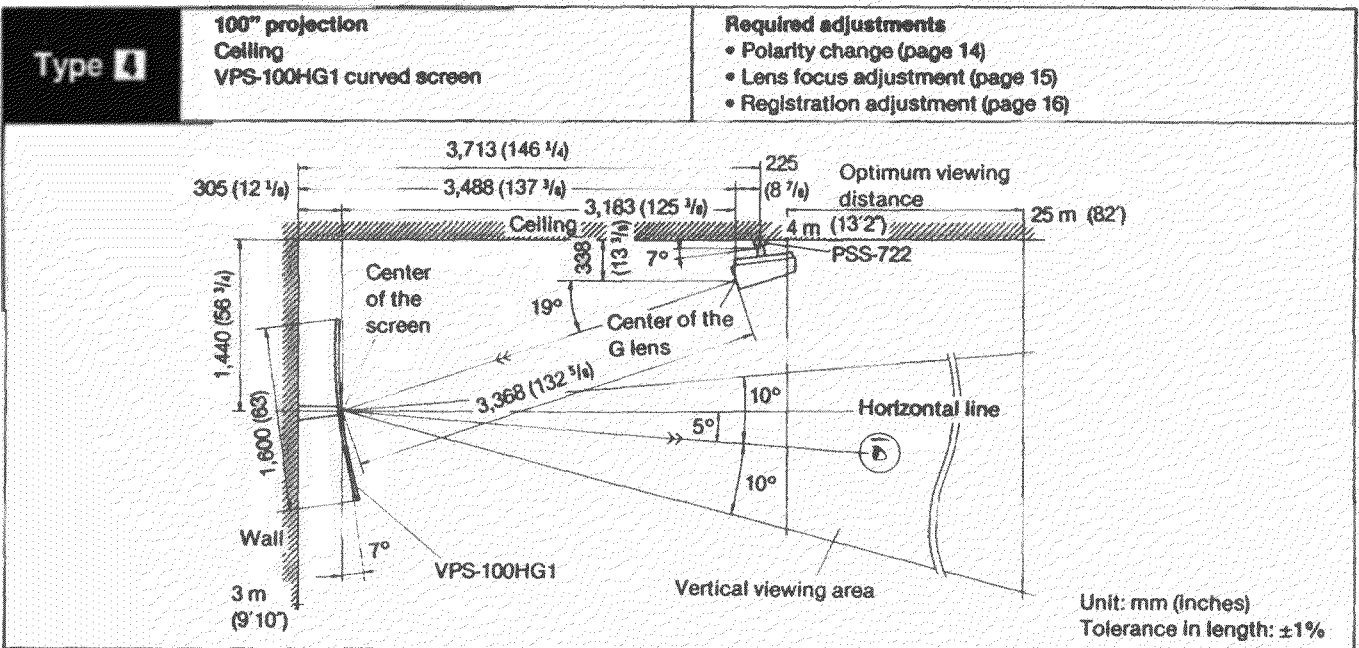 Type 4
100" projection
Ceiling
VPS-100HG1 curved screen
Required adjustments
• Polarity change (page 14)
• Lens focus adjustment (page 15)
• Registration adjustment (page 16)
3,713 (146 1/4)
225
(8 7/8)
Optimum viewing
distance
305 (12 1/8)
3,488 (137 3/8)
3,183 (125 3/8)
4 m (13'2")
25 m (82')
Ceiling
338
(13 3/8)
7°
PSS-722
1,440 (56 3/4)
Center
of the
screen
19°
Center of the
G lens
3,368 (132 5/8)
10°
Horizontal line
5°
1,600 (63)
10°
Wall
7°
VPS-100HG1
Vertical viewing area
3 m
(9'10")
Unit: mm (inches)
Tolerance in length: ±1%